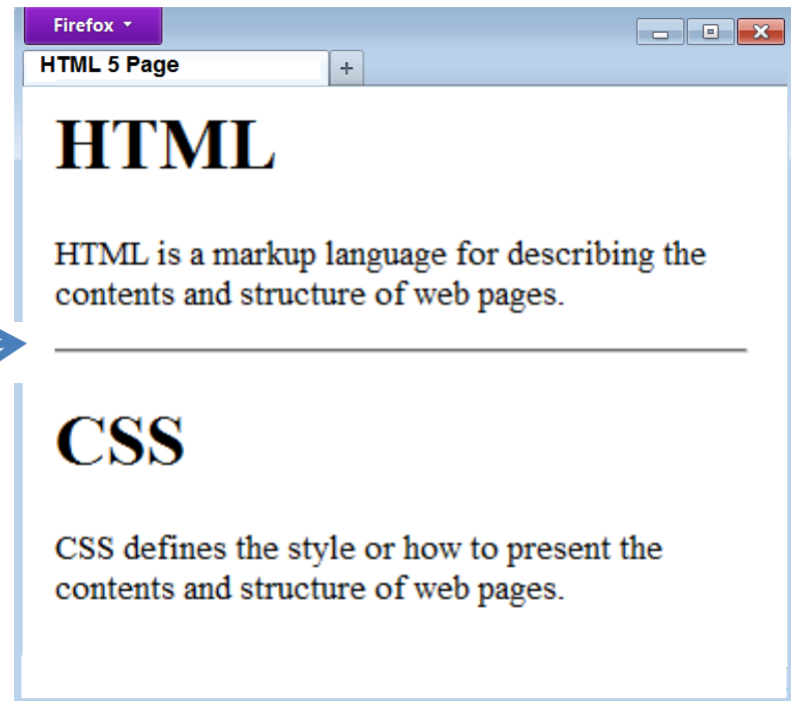 Firefox
HTML 5 Page
HTML
HTML is a markup language for describing the
contents and structure of web pages.
CSS
CSS defines the style or how to present the
contents and structure of web pages.